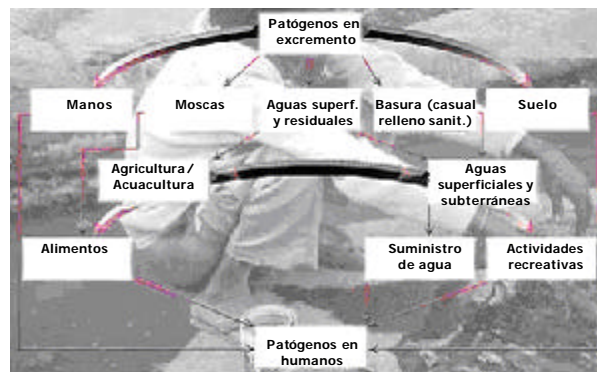 Patógenos en
excremento
Manos
Moscas
Aguas superf.
y residuales
Basura (casual
relleno sanit.)
Suelo
Agricultura/
Acuacultura
Aguas
superficiales y
subterráneas
Alimentos
Suministro
de agua
Actividades
recreativas
Patógenos en
humanos